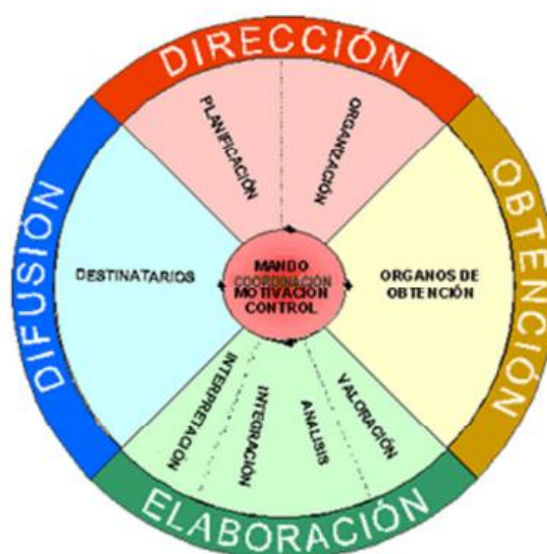 DIRECCIÓN
PLANIFICACIÓN
ORGANIZACIÓN
OBTENCIÓN
DIFUSIÓN
DESTINATARIOS
MANDO
COORDINACIÓN
MOTIVACIÓN
CONTROL
ORGANOS DE
OBTENCIÓN
INTERPRETACIÓN
INTEGRACIÓN
ANÁLISIS
VALORACIÓN
ELABORACIÓN